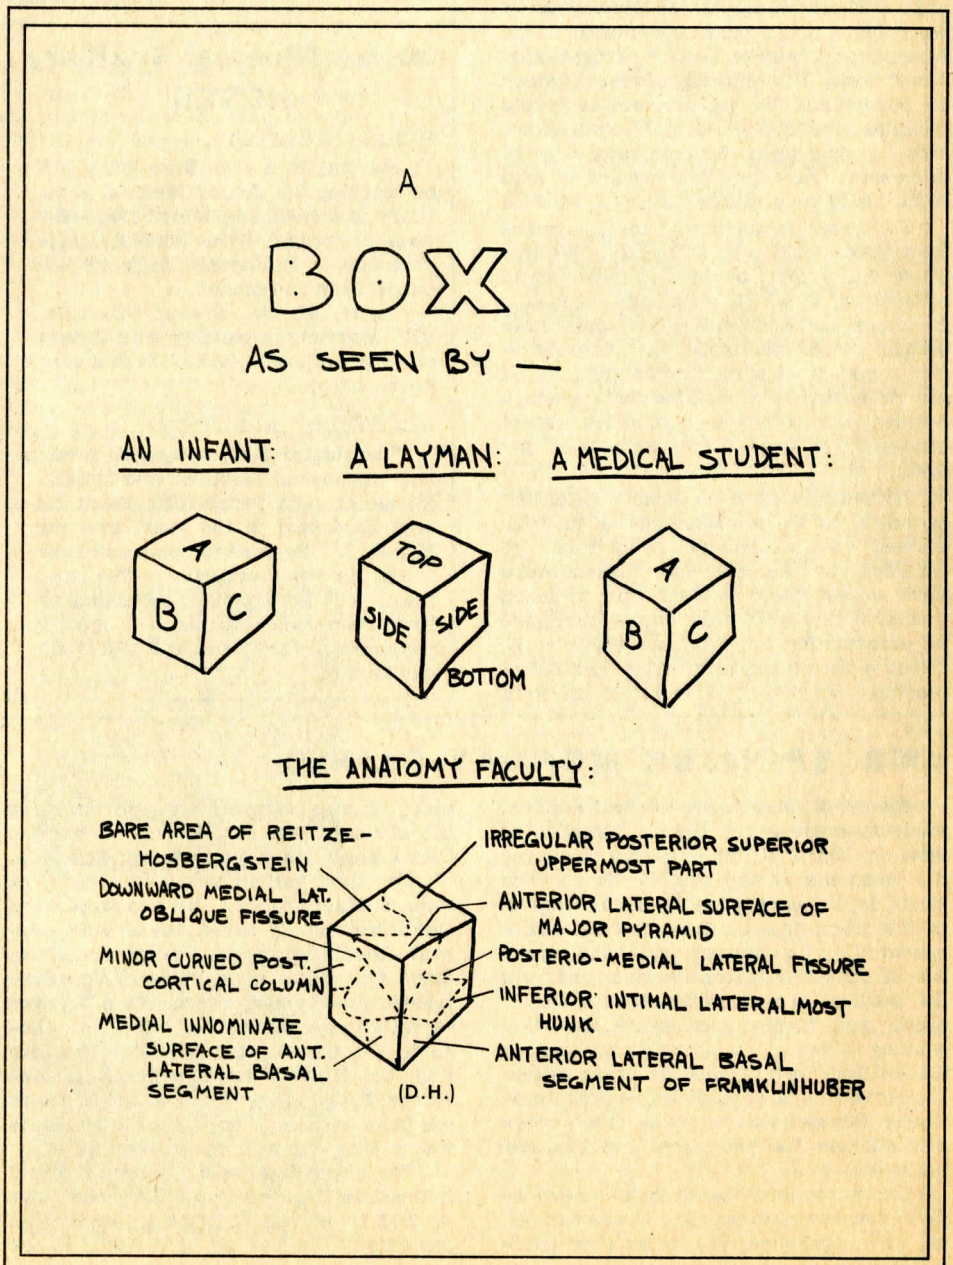 A
BOX
AS SEEN BY —
AN INFANT:
A
B
C
A LAYMAN:
TOP
SIDE
SIDE
BOTTOM
A MEDICAL STUDENT:
A
B
C
THE ANATOMY FACULTY:
BARE AREA OF REITZE-
HOSBERGSTEIN
DOWNWARD MEDIAL LAT.
OBLIQUE FISSURE
MINOR CURVED POST.
CORTICAL COLUMN
MEDIAL INNOMINATE
SURFACE OF ANT.
LATERAL BASAL
SEGMENT
IRREGULAR POSTERIOR SUPERIOR
UPPERMOST PART
ANTERIOR LATERAL SURFACE OF
MAJOR PYRAMID
POSTERIO-MEDIAL LATERAL FISSURE
INFERIOR INTIMAL LATERALMOST
HUNK
ANTERIOR LATERAL BASAL
SEGMENT OF FRANKLINHUBER
(D.H.)